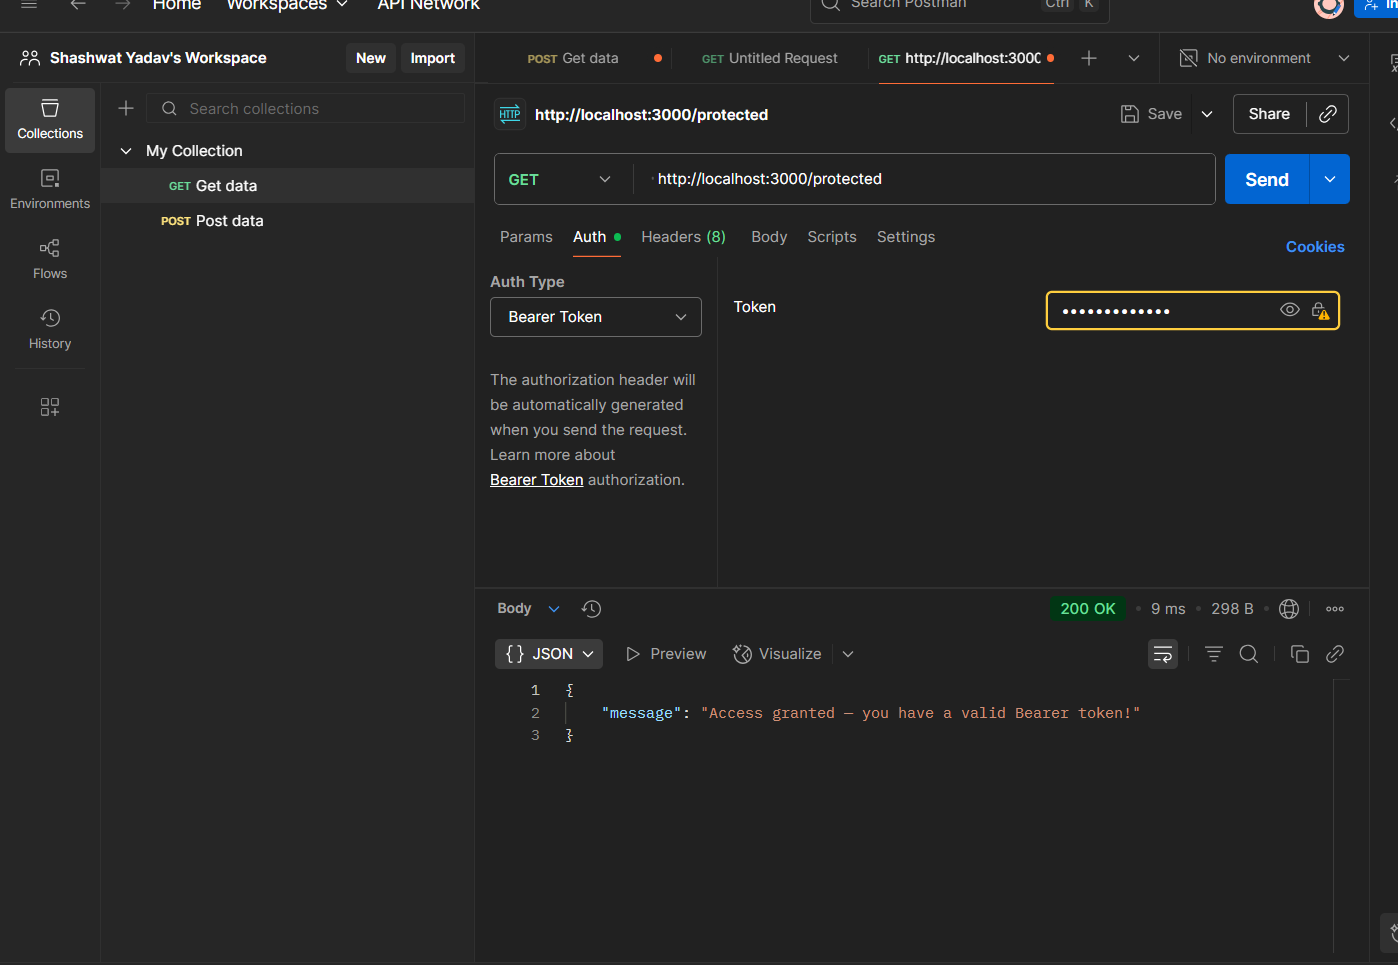 Home Workspaces API Network
Search Postman Ctrl K
Shashwat Yadav's Workspace
New Import
POST Get data
GET Untitled Request
GET http://localhost:3000
No environment
Collections
Environments
Flows
History
Search collections
My Collection
GET Get data
POST Post data
HTTP http://localhost:3000/protected
Save
Share
GET http://localhost:3000/protected
Send
Params Auth Headers (8) Body Scripts Settings
Cookies
Auth Type
Bearer Token
The authorization header will
be automatically generated
when you send the request.
Learn more about
Bearer Token authorization.
Token
•••••••••••••
Body
200 OK • 9 ms • 298 B •
{} JSON Preview Visualize
1 {
2 "message": "Access granted — you have a valid Bearer token!"
3 }